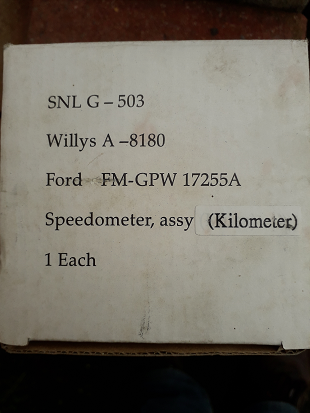 SNL G – 503
Willys A –8180
Ford FM-GPW 17255A
Speedometer, assy (Kilometer)
1 Each